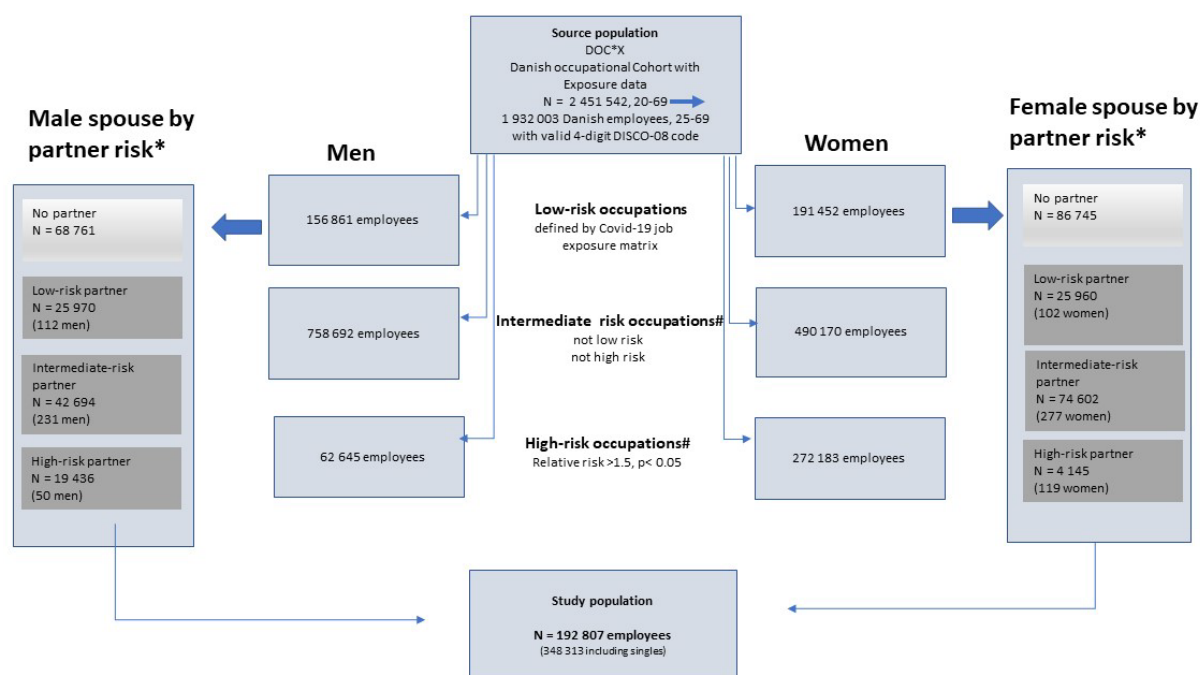 Source population
DOC*X
Danish occupational Cohort with
Exposure data
N = 2 451 542, 20-69
1 932 003 Danish employees, 25-69
with valid 4-digit DISCO-08 code
Male spouse by
partner risk*
Men
Women
Female spouse by
partner risk*
No partner
N = 68 761
Low-risk partner
N = 25 970
(112 men)
Intermediate-risk
partner
N = 42 694
(231 men)
High-risk partner
N = 19 436
(50 men)
156 861 employees
758 692 employees
62 645 employees
Low-risk occupations
defined by Covid-19 job
exposure matrix
Intermediate risk occupations#
not low risk
not high risk
High-risk occupations#
Relative risk >1.5, p< 0.05
191 452 employees
490 170 employees
272 183 employees
No partner
N = 86 745
Low-risk partner
N = 25 960
(102 women)
Intermediate-risk
partner
N = 74 602
(277 women)
High-risk partner
N = 4 145
(119 women)
Study population
N = 192 807 employees
(348 313 including singles)